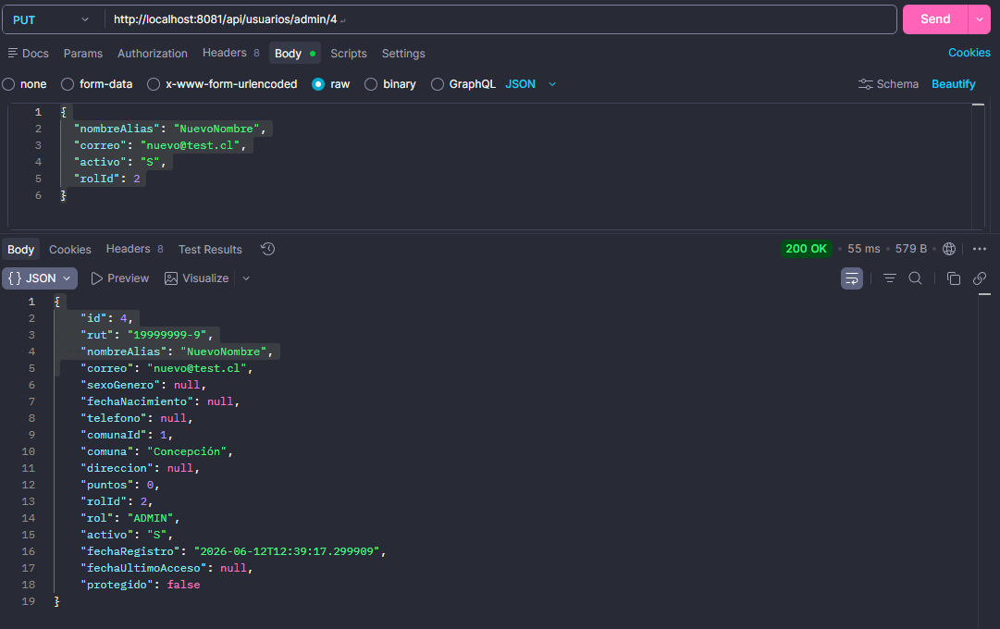 PUT http://localhost:8081/api/usuarios/admin/4 Send
Docs Params Authorization Headers 8 Body Scripts Settings Cookies
none form-data x-www-form-urlencoded raw binary GraphQL JSON Schema Beautify
1 {
2 "nombreAlias": "NuevoNombre",
3 "correo": "nuevo@test.cl",
4 "activo": "S",
5 "rolId": 2
6 }
Body Cookies Headers 8 Test Results 200 OK • 55 ms • 579 B •
{} JSON Preview Visualize
1 {
2 "id": 4,
3 "rut": "19999999-9",
4 "nombreAlias": "NuevoNombre",
5 "correo": "nuevo@test.cl",
6 "sexoGenero": null,
7 "fechaNacimiento": null,
8 "telefono": null,
9 "comunaId": 1,
10 "comuna": "Concepción",
11 "direccion": null,
12 "puntos": 0,
13 "rolId": 2,
14 "rol": "ADMIN",
15 "activo": "S",
16 "fechaRegistro": "2026-06-12T12:39:17.299909",
17 "fechaUltimoAcceso": null,
18 "protegido": false
19 }